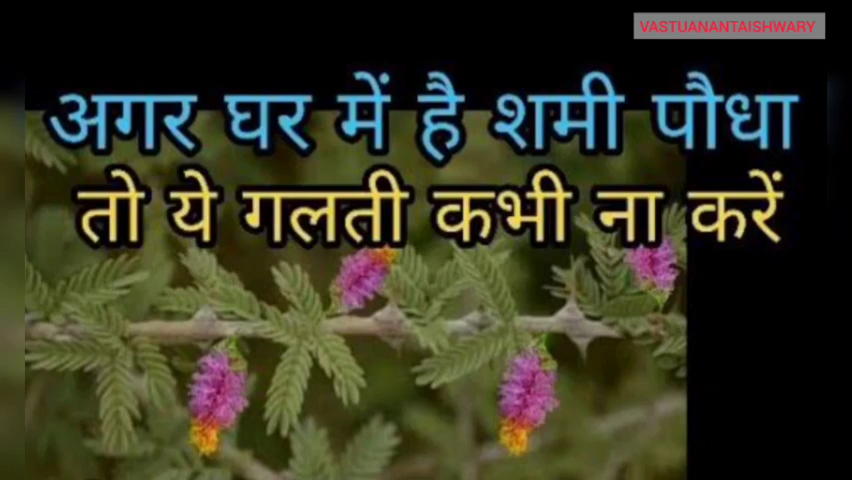 VASTUANANTAISHWARY
अगर घर में है शमी पौधा
तो ये गलती कभी ना करें